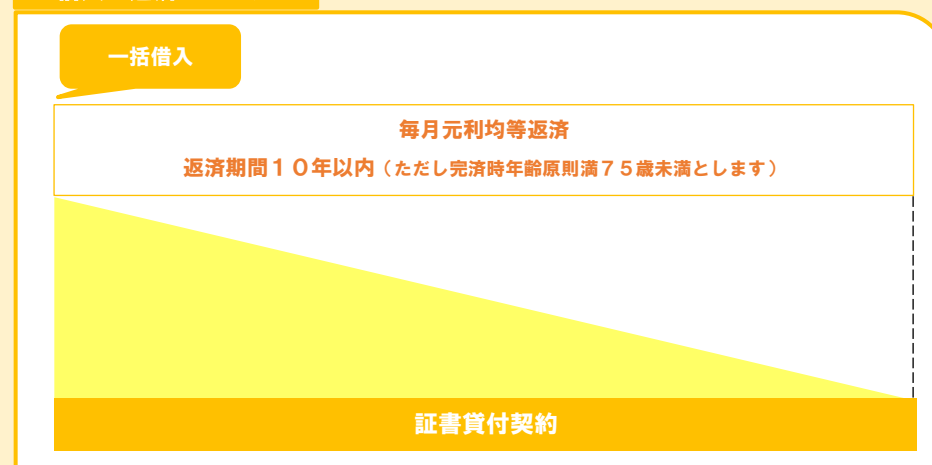 一括借入
毎月元利均等返済
返済期間１０年以内（ただし完済時年齢原則満７５歳未満とします）
証書貸付契約